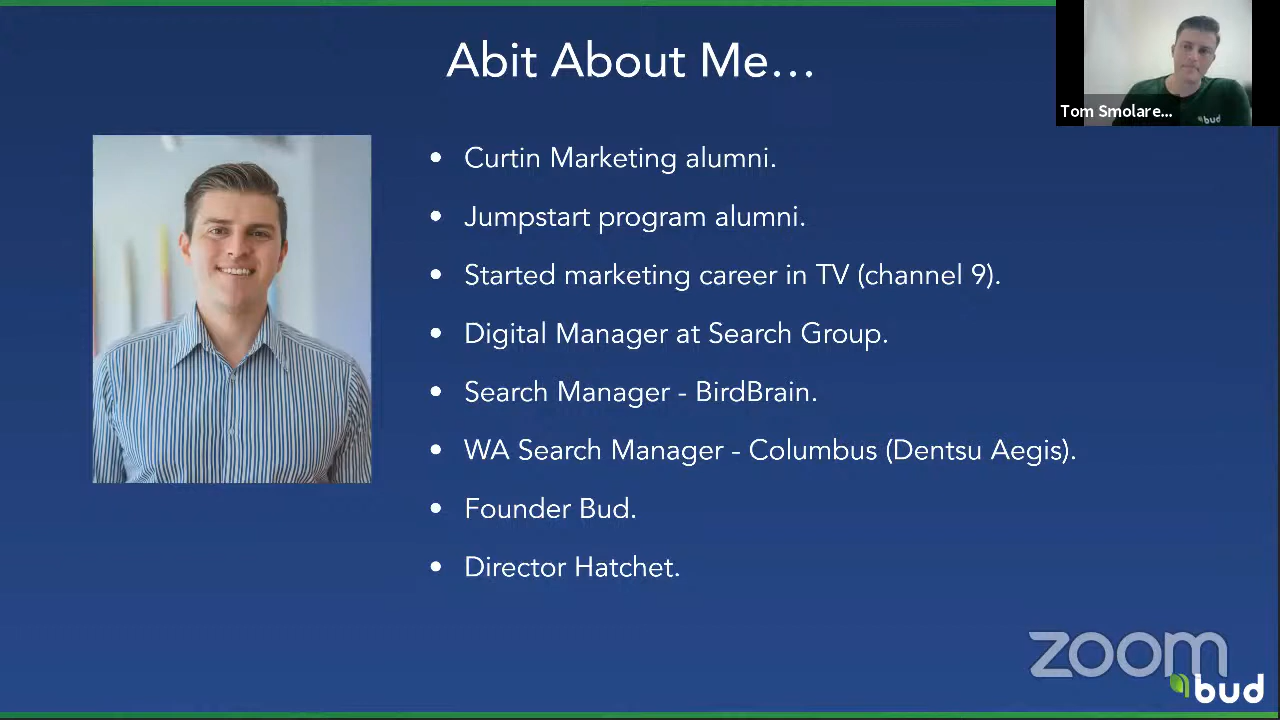 Abit About Me...
Tom Smolare...
bud
• Curtin Marketing alumni.
• Jumpstart program alumni.
• Started marketing career in TV (channel 9).
• Digital Manager at Search Group.
• Search Manager - BirdBrain.
• WA Search Manager - Columbus (Dentsu Aegis).
• Founder Bud.
• Director Hatchet.
zoom
bud